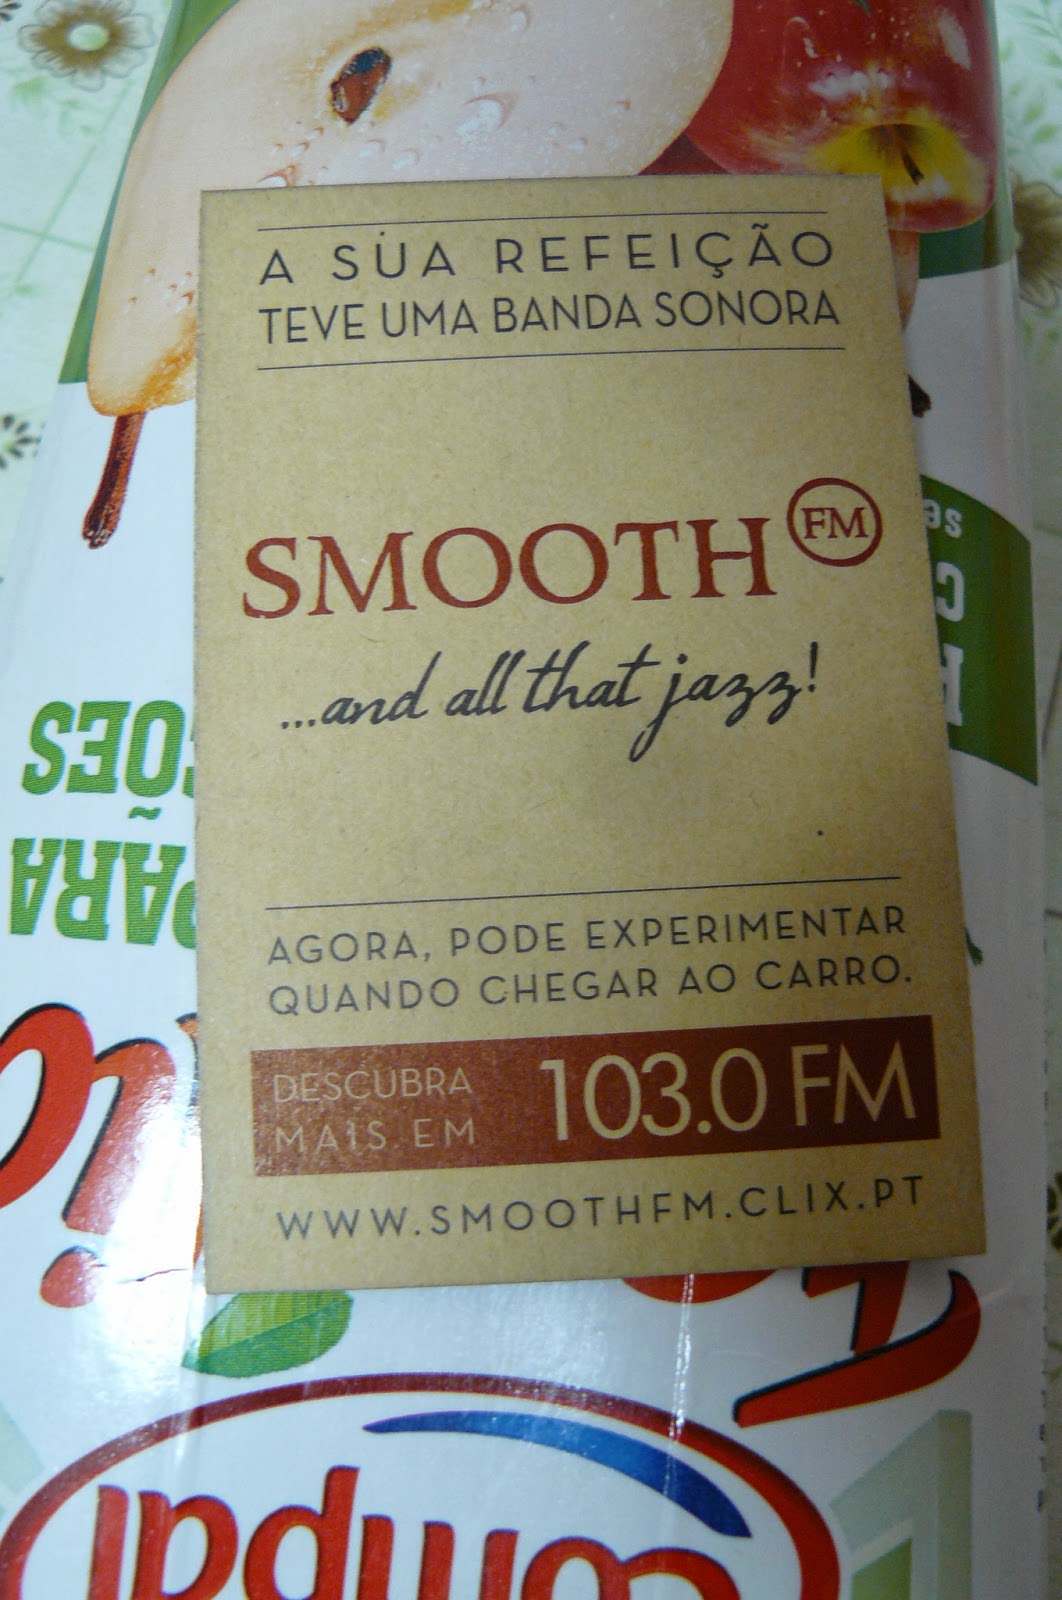 A SUA REFEIÇÃO
TEVE UMA BANDA SONORA
SMOOTH FM
...and all that jazz!
AGORA, PODE EXPERIMENTAR
QUANDO CHEGAR AO CARRO.
DESCUBRA
MAIS EM
103.0 FM
WWW.SMOOTHFM.CLIX.PT
PARA